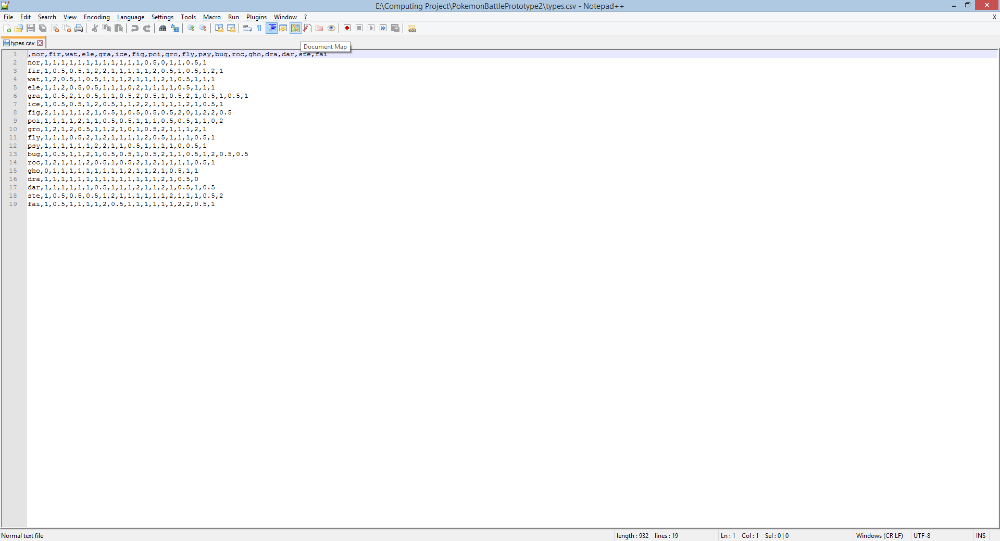 E:\Computing Project\PokemonBattlePrototype2\types.csv - Notepad++
File Edit Search View Encoding Language Settings Tools Macro Run Plugins Window ? X
types.csv
Document Map
1 ,nor,fir,wat,ele,gra,ice,fig,poi,gro,fly,psy,bug,roc,gho,dra,dar,ste,fai
2 nor,1,1,1,1,1,1,1,1,1,1,1,1,0.5,0,1,1,0.5,1
3 fir,1,0.5,0.5,1,2,2,1,1,1,1,1,2,0.5,1,0.5,1,2,1
4 wat,1,2,0.5,1,0.5,1,1,1,2,1,1,1,2,1,0.5,1,1,1
5 ele,1,1,2,0.5,0.5,1,1,1,0,2,1,1,1,1,0.5,1,1,1
6 gra,1,0.5,2,1,0.5,1,1,0.5,2,0.5,1,0.5,2,1,0.5,1,0.5,1
7 ice,1,0.5,0.5,1,2,0.5,1,1,2,2,1,1,1,1,2,1,0.5,1
8 fig,2,1,1,1,1,2,1,0.5,1,0.5,0.5,0.5,2,0,1,2,2,0.5
9 poi,1,1,1,1,2,1,1,0.5,0.5,1,1,1,0.5,0.5,1,1,0,2
10 gro,1,2,1,2,0.5,1,1,2,1,0,1,0.5,2,1,1,1,2,1
11 fly,1,1,1,0.5,2,1,2,1,1,1,1,2,0.5,1,1,1,0.5,1
12 psy,1,1,1,1,1,1,2,2,1,1,0.5,1,1,1,1,0,0.5,1
13 bug,1,0.5,1,1,2,1,0.5,0.5,1,0.5,2,1,1,0.5,1,2,0.5,0.5
14 roc,1,2,1,1,1,2,0.5,1,0.5,2,1,2,1,1,1,1,0.5,1
15 gho,0,1,1,1,1,1,1,1,1,1,2,1,1,2,1,0.5,1,1
16 dra,1,1,1,1,1,1,1,1,1,1,1,1,1,1,2,1,0.5,0
17 dar,1,1,1,1,1,1,0.5,1,1,1,2,1,1,2,1,0.5,1,0.5
18 ste,1,0.5,0.5,0.5,1,2,1,1,1,1,1,1,2,1,1,1,0.5,2
19 fai,1,0.5,1,1,1,1,2,0.5,1,1,1,1,1,1,2,2,0.5,1
Normal text file length : 932 lines : 19 Ln : 1 Col : 1 Sel : 0 | 0 Windows (CR LF) UTF-8 INS